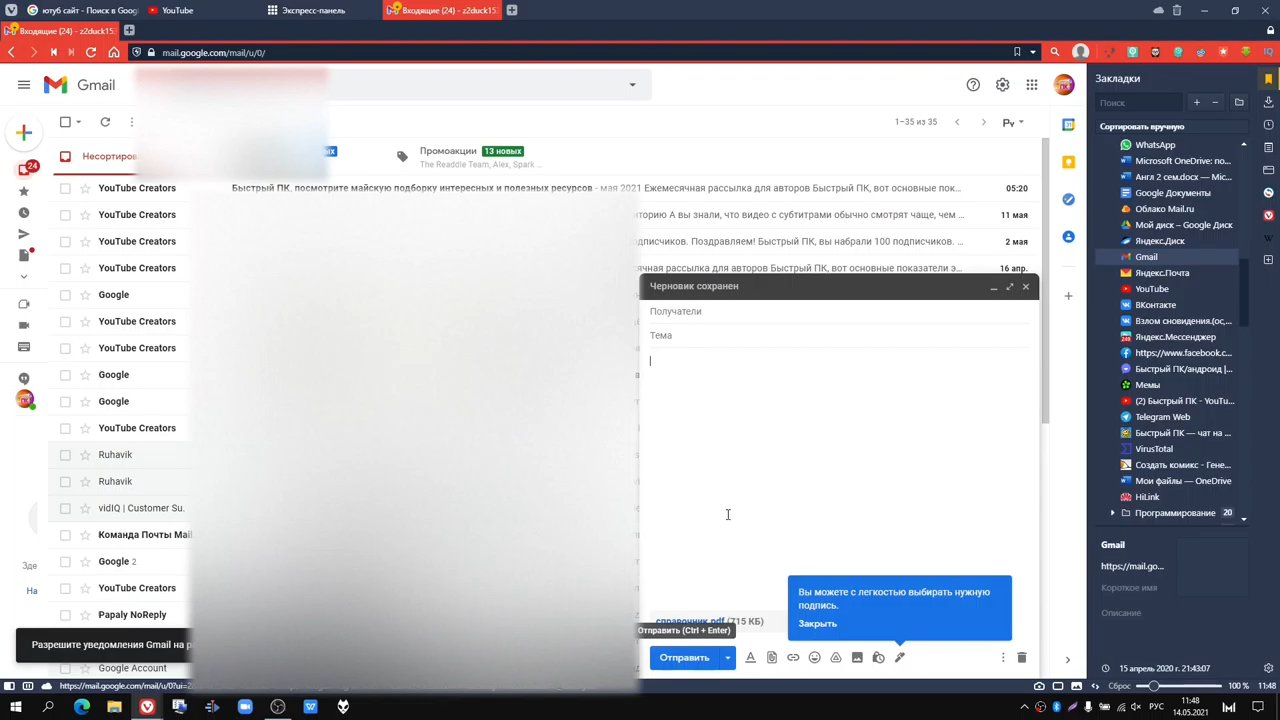 ютуб сайт - Поиск в Googl
YouTube
Экспресс-панель
Входящие (24) - z2duck15
Входящие (24) - z2duck15
mail.google.com/mail/u/0/
Gmail
1–35 из 35
Несортиров
ых
Промоакции
13 новых
The Readdle Team, Alex, Spark ...
24
YouTube Creators
Быстрый ПК, посмотрите майскую подборку интересных и полезных ресурсов - мая 2021 Ежемесячная рассылка для авторов Быстрый ПК, вот основные пок...
05:20
YouTube Creators
торию А вы знали, что видео с субтитрами обычно смотрят чаще, чем ...
11 мая
YouTube Creators
одписчиков. Поздравляем! Быстрый ПК, вы набрали 100 подписчиков. ...
2 мая
YouTube Creators
ячная рассылка для авторов Быстрый ПК, вот основные показатели э...
16 апр.
Google
YouTube Creators
YouTube Creators
Google
Google
YouTube Creators
Ruhavik
Ruhavik
vidIQ | Customer Su.
Команда Почты Mail
Google 2
YouTube Creators
Papaly NoReply
Google Account
Зде
На
Разрешите уведомления Gmail на р
Черновик сохранен
Получатели
Тема
Вы можете с легкостью выбирать нужную
подпись.
Закрыть
справочник.pdf (715 КБ)
Отправить (Ctrl + Enter)
Отправить
Закладки
Поиск
Сортировать вручную
WhatsApp
Microsoft OneNote: по...
Англ 2 сем.docx — Mic...
Google Документы
Облако Mail.ru
Мой диск – Google Диск
Яндекс.Диск
Gmail
Яндекс.Почта
YouTube
ВКонтакте
Взлом сновидения.(ос,...
Яндекс.Мессенджер
https://www.facebook.c...
Быстрый ПК/андроид |...
Мемы
(2) Быстрый ПК - YouTu...
Telegram Web
Быстрый ПК — чат на ...
VirusTotal
Создать комикс - Гене...
Мои файлы — OneDrive
HiLink
Программирование 20
Gmail
https://mail.go...
Короткое имя
Описание
15 апрель 2020 г. 21:43:07
https://mail.google.com/mail/u/0/?ui=2
Сброс
100 %
11:48
РУС
11:48
14.05.2021